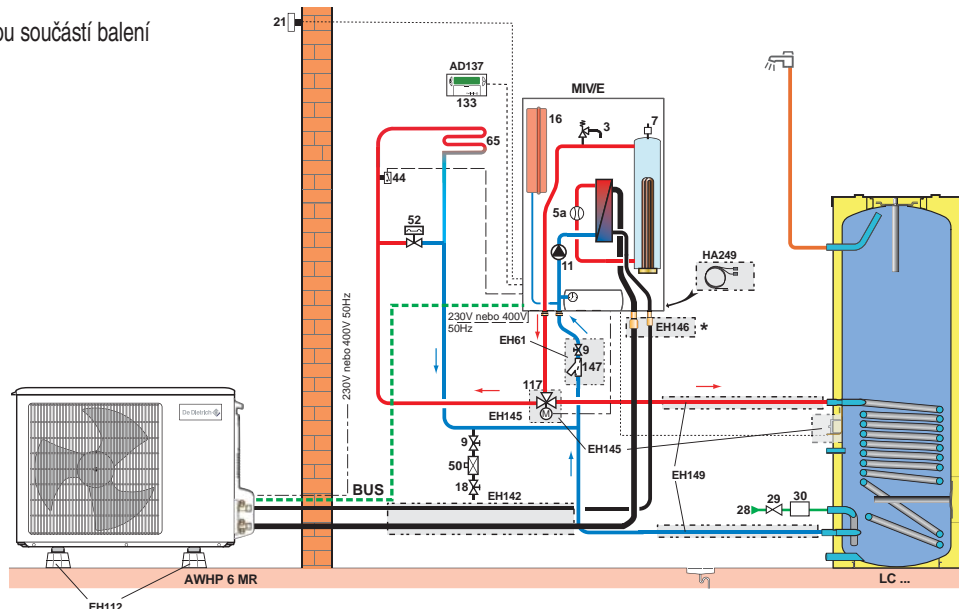 ou součástí balení
21
AD137
133
MIV/E
16
3
7
65
44
5a
52
11
HA249
230V nebo 400V 50Hz
230V nebo 400V
50Hz
EH146 *
EH61
9
147
117
De Dietrich
M
EH145
9
EH145
50
EH149
18
BUS
EH142
28
29
30
AWHP 6 MR
LC ...
EH112